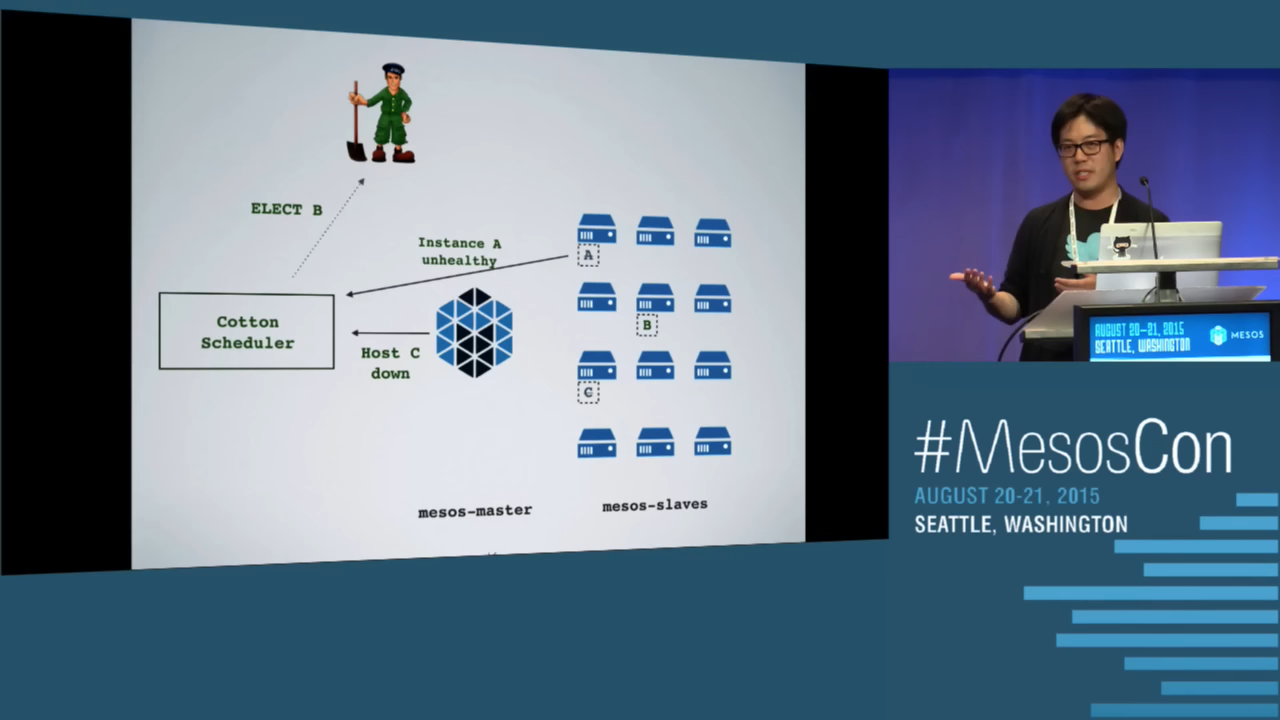 ELECT B
Instance A
unhealthy
A
B
C
Cotton
Scheduler
Host C
down
mesos-master
mesos-slaves
AUGUST 20-21, 2015
SEATTLE, WASHINGTON
MESOS
#MesosCon
AUGUST 20-21, 2015
SEATTLE, WASHINGTON